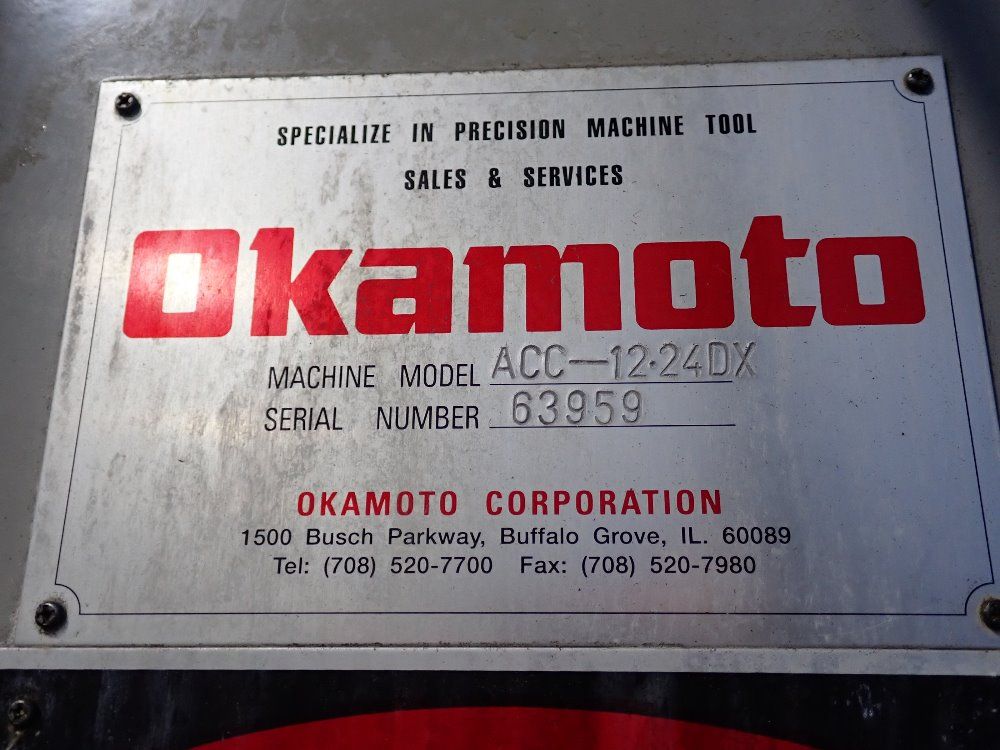 SPECIALIZE IN PRECISION MACHINE TOOL
SALES & SERVICES
Okamoto
MACHINE MODEL ACC-12·24DX
SERIAL NUMBER 63959
OKAMOTO CORPORATION
1500 Busch Parkway, Buffalo Grove, IL. 60089
Tel: (708) 520-7700 Fax: (708) 520-7980